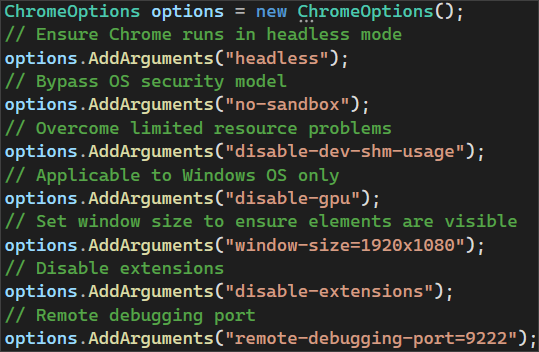 ChromeOptions options = new ChromeOptions();
// Ensure Chrome runs in headless mode
options.AddArguments("headless");
// Bypass OS security model
options.AddArguments("no-sandbox");
// Overcome limited resource problems
options.AddArguments("disable-dev-shm-usage");
// Applicable to Windows OS only
options.AddArguments("disable-gpu");
// Set window size to ensure elements are visible
options.AddArguments("window-size=1920x1080");
// Disable extensions
options.AddArguments("disable-extensions");
// Remote debugging port
options.AddArguments("remote-debugging-port=9222");